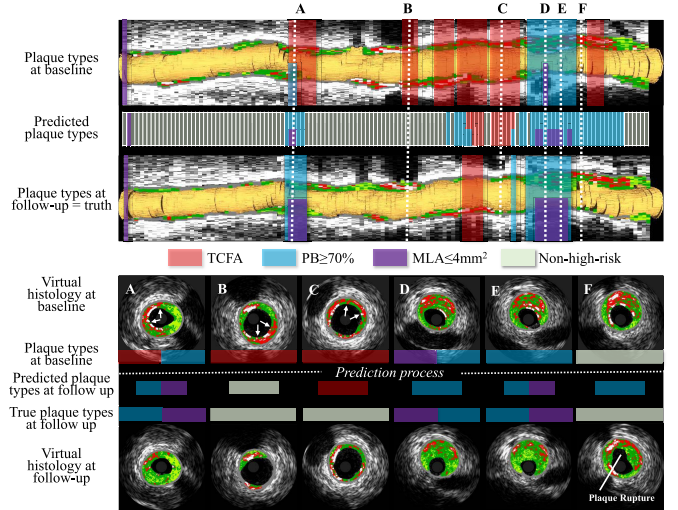 A B C D E F
Plaque types
at baseline
Predicted
plaque types
Plaque types at
follow-up = truth
TCFA PB≥70% MLA≤4mm² Non-high-risk
Virtual
histology at
baseline
A B C D E F
Plaque types
at baseline
Prediction process
Predicted plaque
types at follow up
True plaque types
at follow up
Virtual
histology at
follow-up
Plaque Rupture